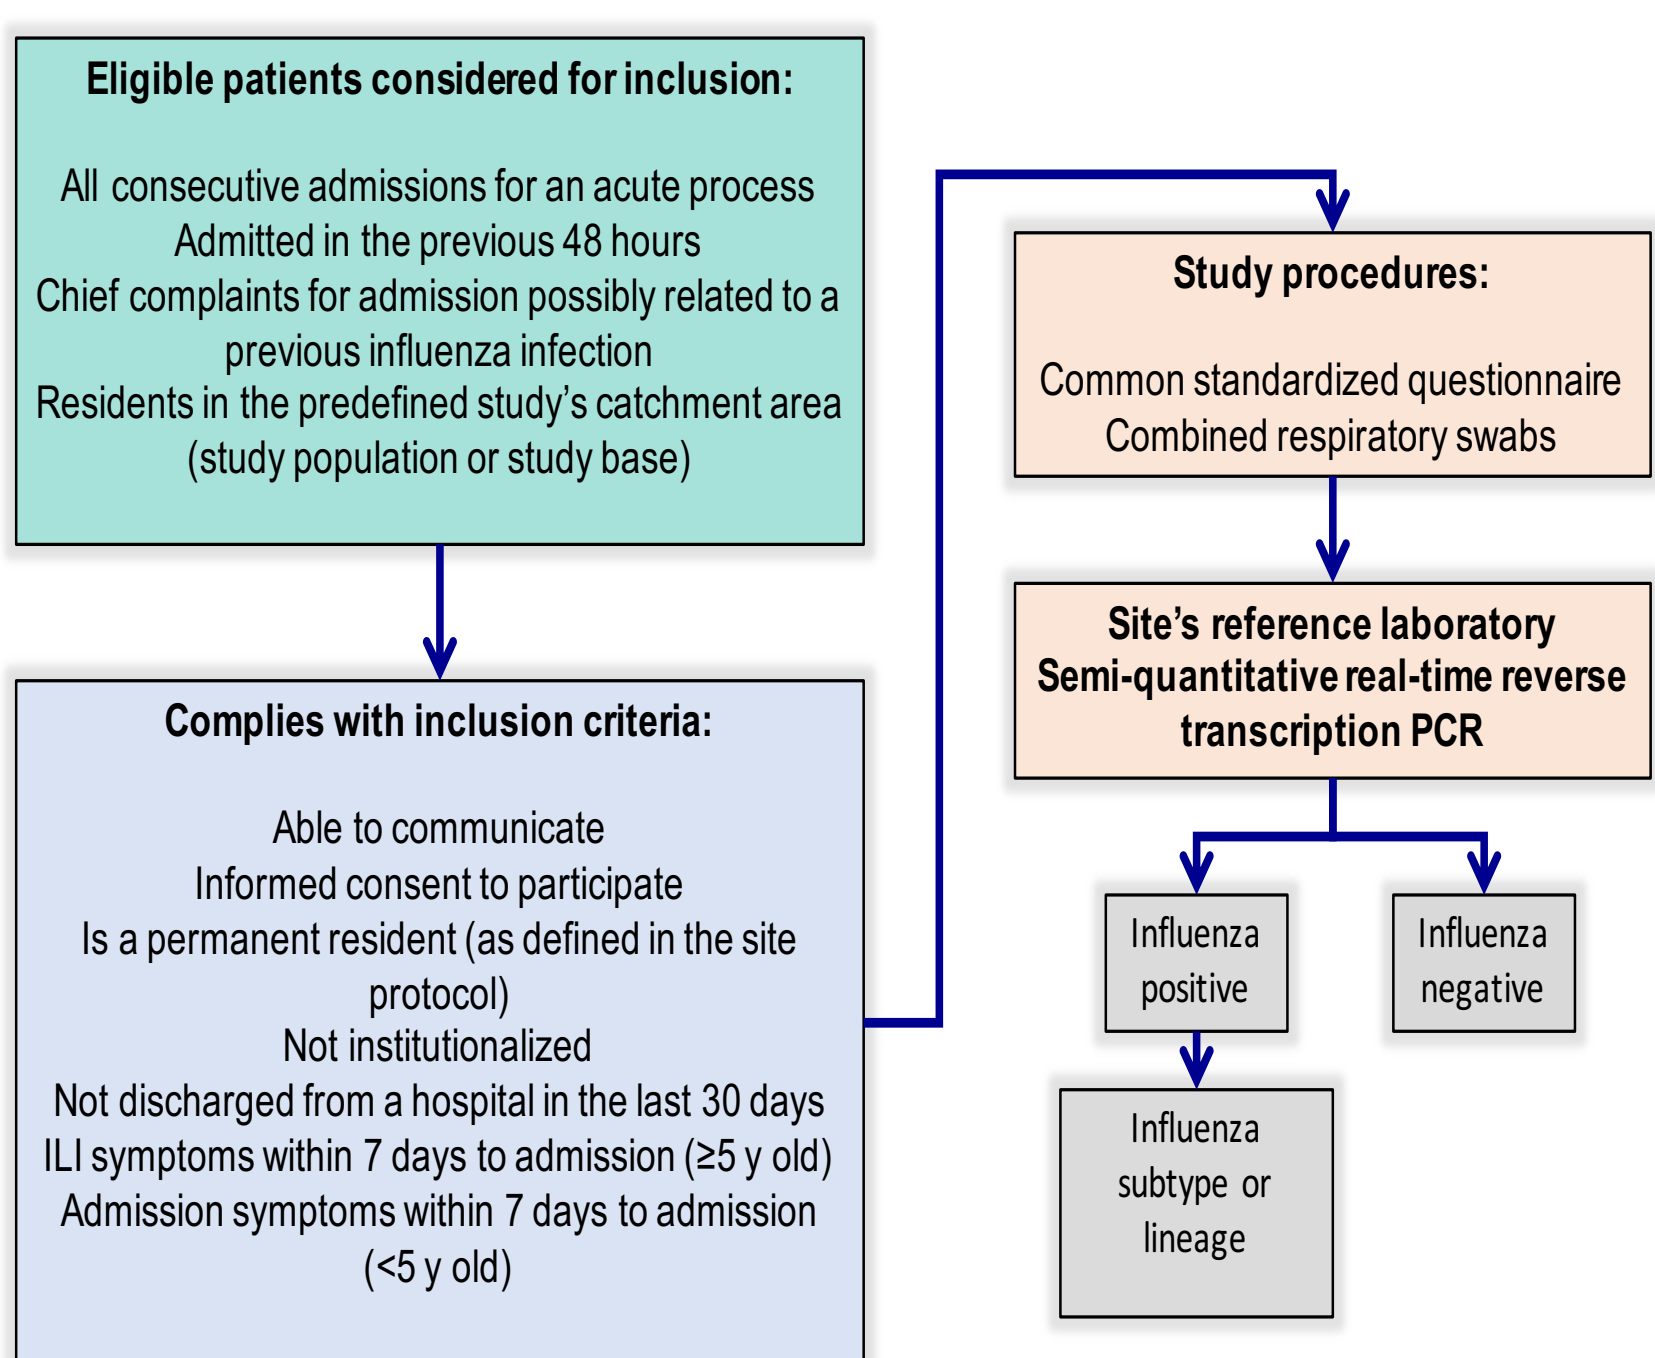 Eligible patients considered for inclusion:
All consecutive admissions for an acute process
Admitted in the previous 48 hours
Chief complaints for admission possibly related to a
previous influenza infection
Residents in the predefined study’s catchment area
(study population or study base)
Complies with inclusion criteria:
Able to communicate
Informed consent to participate
Is a permanent resident (as defined in the site
protocol)
Not institutionalized
Not discharged from a hospital in the last 30 days
ILI symptoms within 7 days to admission (≥5 y old)
Admission symptoms within 7 days to admission
(<5 y old)
Study procedures:
Common standardized questionnaire
Combined respiratory swabs
Site’s reference laboratory
Semi-quantitative real-time reverse
transcription PCR
Influenza
positive
Influenza
negative
Influenza
subtype or
lineage